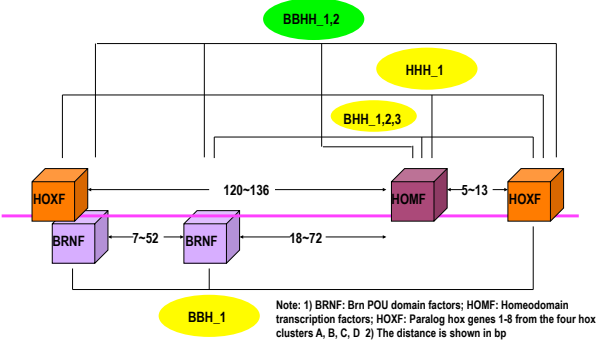 BBHH_1,2
HHH_1
BHH_1,2,3
HOXF
120~136
HOMF
5~13
HOXF
BRNF
7~52
BRNF
18~72
BBH_1
Note: 1) BRNF: Brn POU domain factors; HOMF: Homeodomain
transcription factors; HOXF: Paralog hox genes 1-8 from the four hox
clusters A, B, C, D 2) The distance is shown in bp